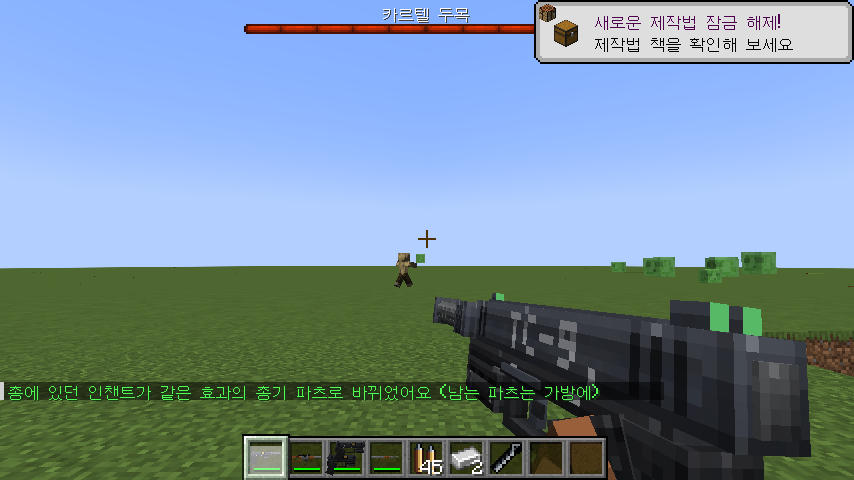 카르텔 두목
새로운 제작법 잠금 해제!
제작법 책을 확인해 보세요
TI-9
총에 있던 인챈트가 같은 효과의 총기 파츠로 바뀌었어요 (남는 파츠는 가방에)
46
2